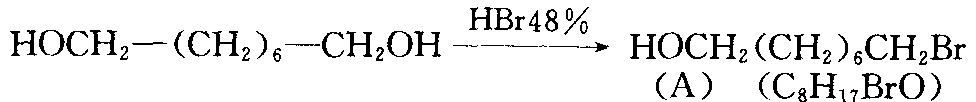 HOCH₂—(CH₂)₆—CH₂OH HBr48% HOCH₂(CH₂)₆CH₂Br
(A) (C₈H₁₇BrO)